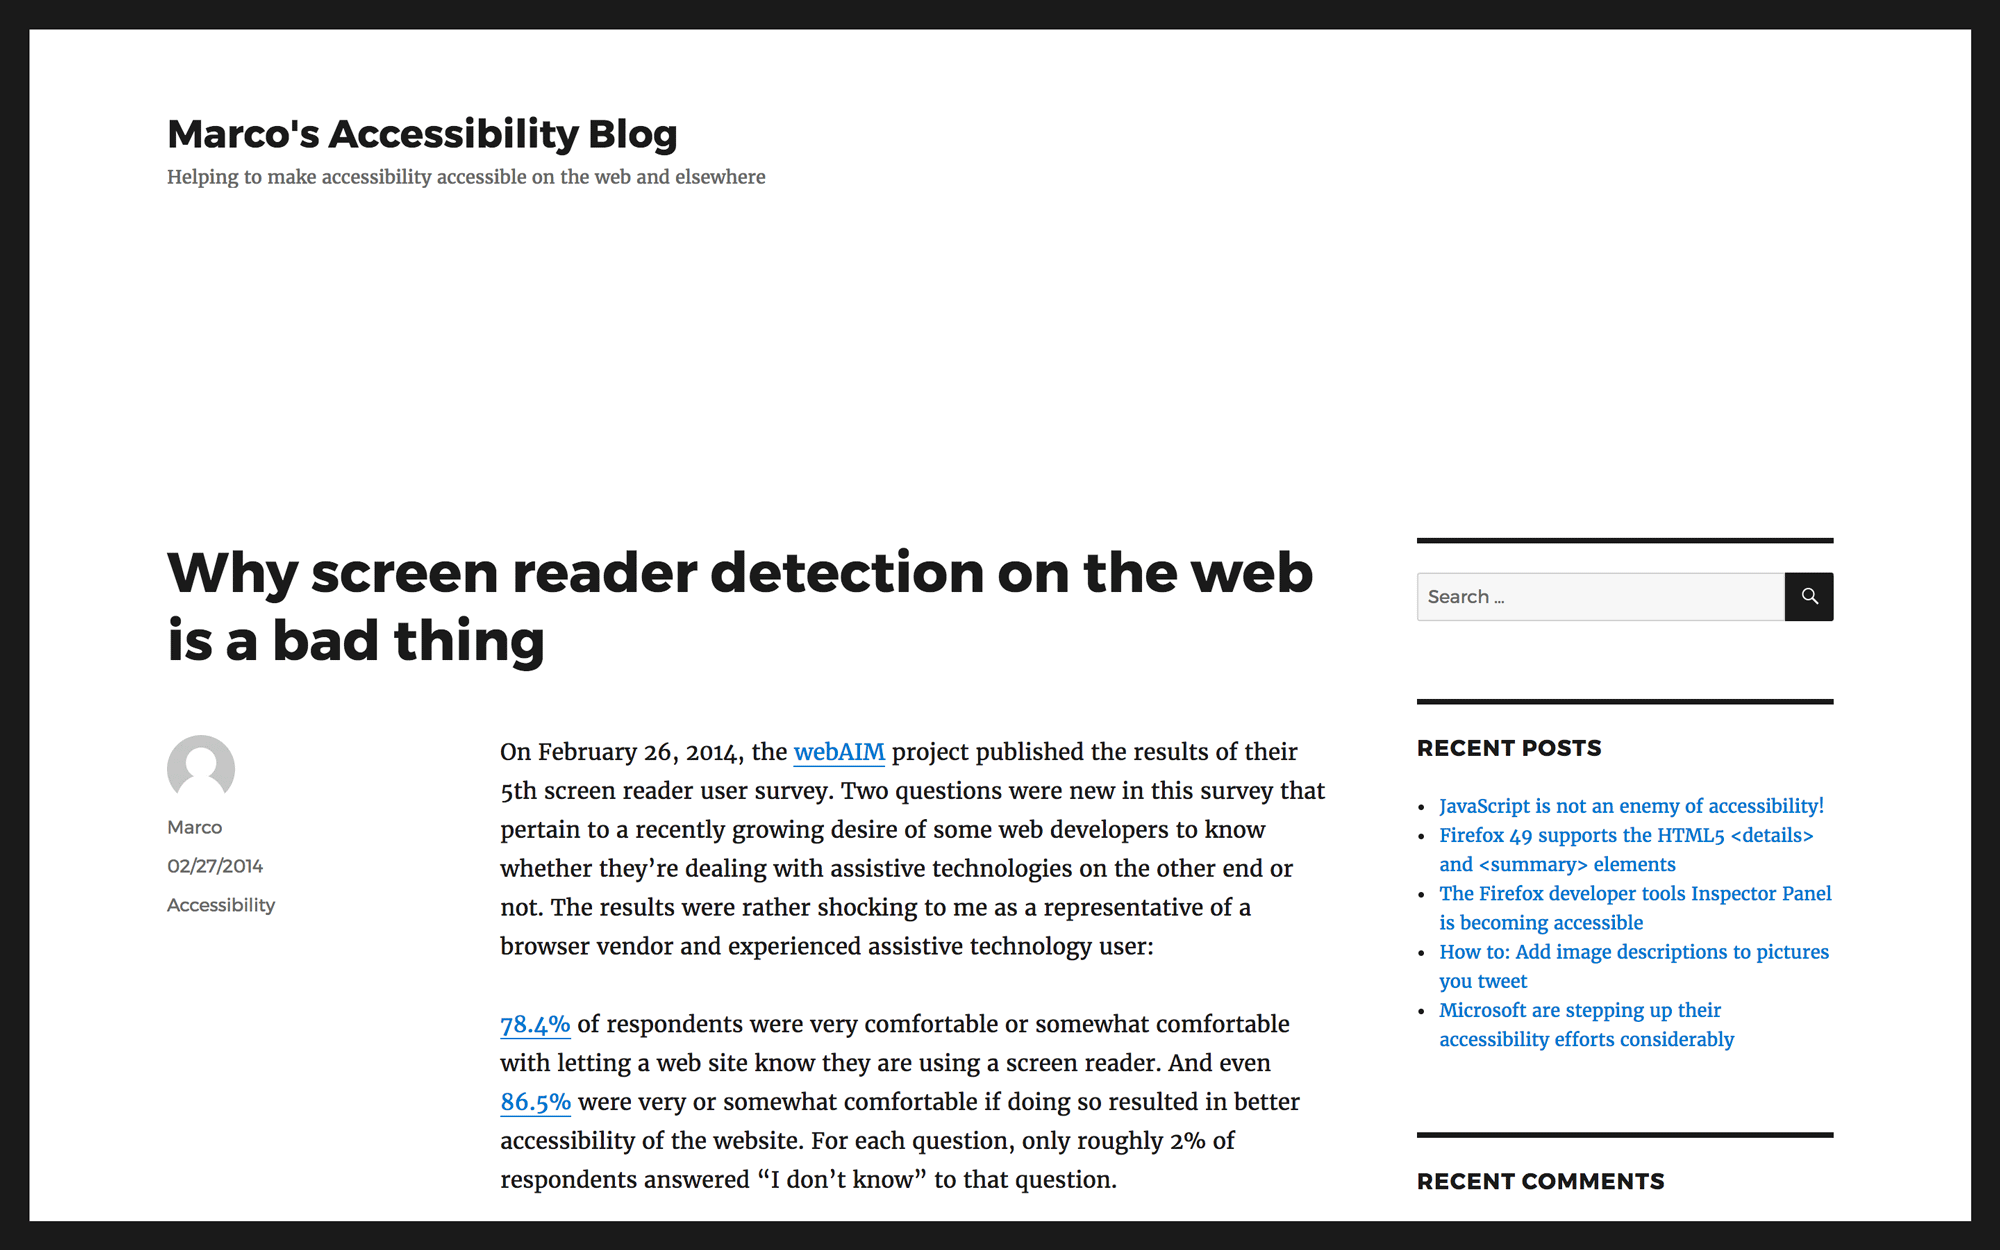 Marco's Accessibility Blog
Helping to make accessibility accessible on the web and elsewhere
Why screen reader detection on the web
is a bad thing
Marco
02/27/2014
Accessibility
On February 26, 2014, the webAIM project published the results of their
5th screen reader user survey. Two questions were new in this survey that
pertain to a recently growing desire of some web developers to know
whether they’re dealing with assistive technologies on the other end or
not. The results were rather shocking to me as a representative of a
browser vendor and experienced assistive technology user:
78.4% of respondents were very comfortable or somewhat comfortable
with letting a web site know they are using a screen reader. And even
86.5% were very or somewhat comfortable if doing so resulted in better
accessibility of the website. For each question, only roughly 2% of
respondents answered “I don’t know” to that question.
Search …
RECENT POSTS
JavaScript is not an enemy of accessibility!
Firefox 49 supports the HTML5 <details>
and <summary> elements
The Firefox developer tools Inspector Panel
is becoming accessible
How to: Add image descriptions to pictures
you tweet
Microsoft are stepping up their
accessibility efforts considerably
RECENT COMMENTS